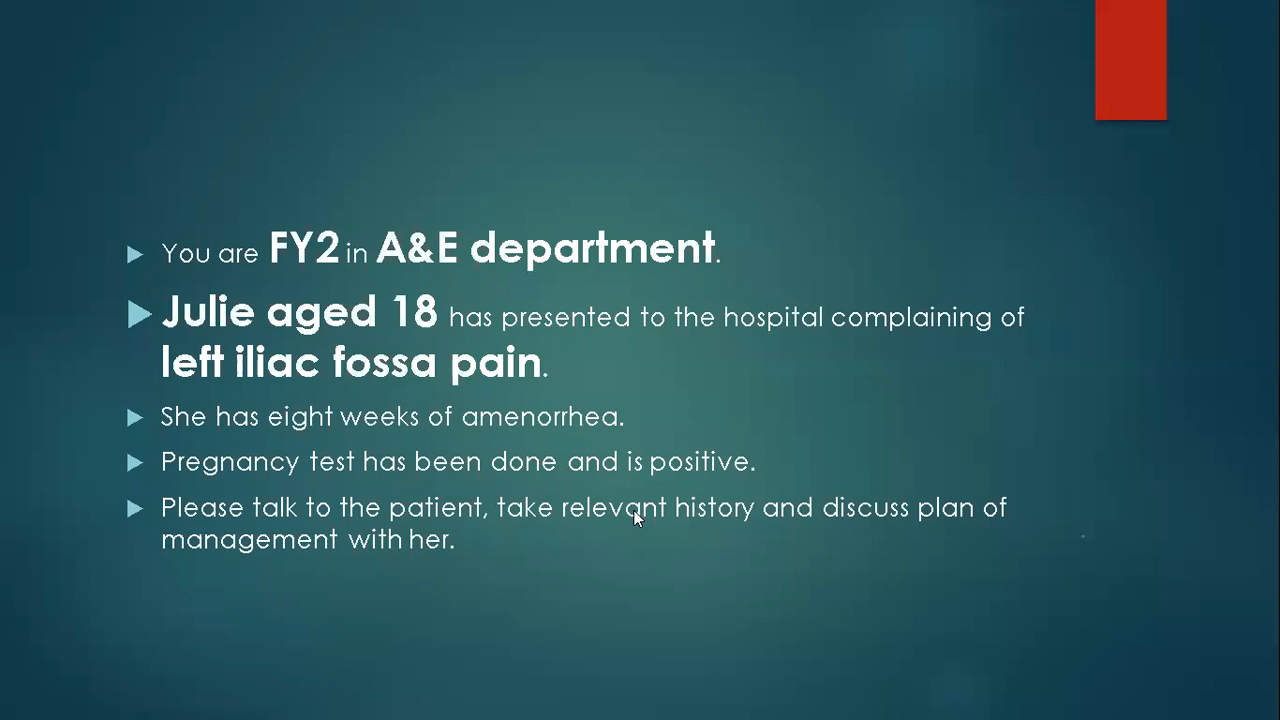 You are FY2 in A&E department.
Julie aged 18 has presented to the hospital complaining of
left iliac fossa pain.
She has eight weeks of amenorrhea.
Pregnancy test has been done and is positive.
Please talk to the patient, take relevant history and discuss plan of
management with her.